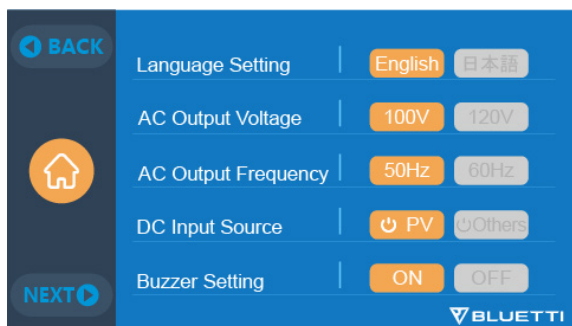 BACK
Language Setting English 日本語
AC Output Voltage 100V 120V
AC Output Frequency 50Hz 60Hz
DC Input Source PV Others
Buzzer Setting ON OFF
NEXT
BLUETTI